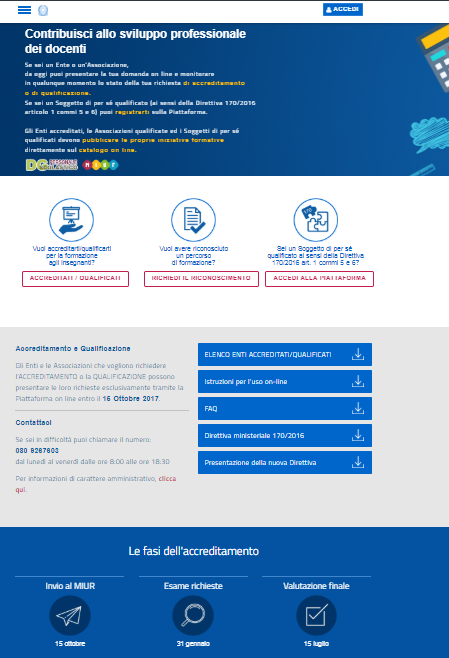 ACCEDI
Contribuisci allo sviluppo professionale
dei docenti
Se sei un Ente o un'Associazione,
da oggi puoi presentare la tua domanda on line e monitorare
in qualunque momento lo stato della tua richiesta di accreditamento
o di qualificazione.
Se sei un Soggetto di per sé qualificato (ai sensi della Direttiva 170/2016
articolo 1 commi 5 e 6) puoi registrarti sulla Piattaforma.
Gli Enti accreditati, le Associazioni qualificate ed i Soggetti di per sé
qualificati devono pubblicare le proprie iniziative formative
direttamente sul catalogo on line.
Vuoi accreditarti/qualificarti
per la formazione
agli insegnanti?
ACCREDITATI / QUALIFICATI
Vuoi avere riconosciuto
un percorso
di formazione?
RICHIEDI IL RICONOSCIMENTO
Sei un Soggetto di per sé
qualificato ai sensi della Direttiva
170/2016 art. 1 commi 5 e 6?
ACCEDI ALLA PIATTAFORMA
Accreditamento e Qualificazione
Gli Enti e le Associazioni che vogliono richiedere
l'ACCREDITAMENTO o la QUALIFICAZIONE possono
presentare le loro richieste esclusivamente tramite la
Piattaforma on line entro il 16 Ottobre 2017.
Contattaci
Se sei in difficoltà puoi chiamare il numero:
080 9267603
dal lunedì al venerdì dalle ore 8:00 alle ore 18:30
Per informazioni di carattere amministrativo, clicca
qui.
ELENCO ENTI ACCREDITATI/QUALIFICATI
Istruzioni per l'uso on-line
FAQ
Direttiva ministeriale 170/2016
Presentazione della nuova Direttiva
Le fasi dell'accreditamento
Invio al MIUR
15 ottobre
Esame richieste
31 gennaio
Valutazione finale
15 luglio